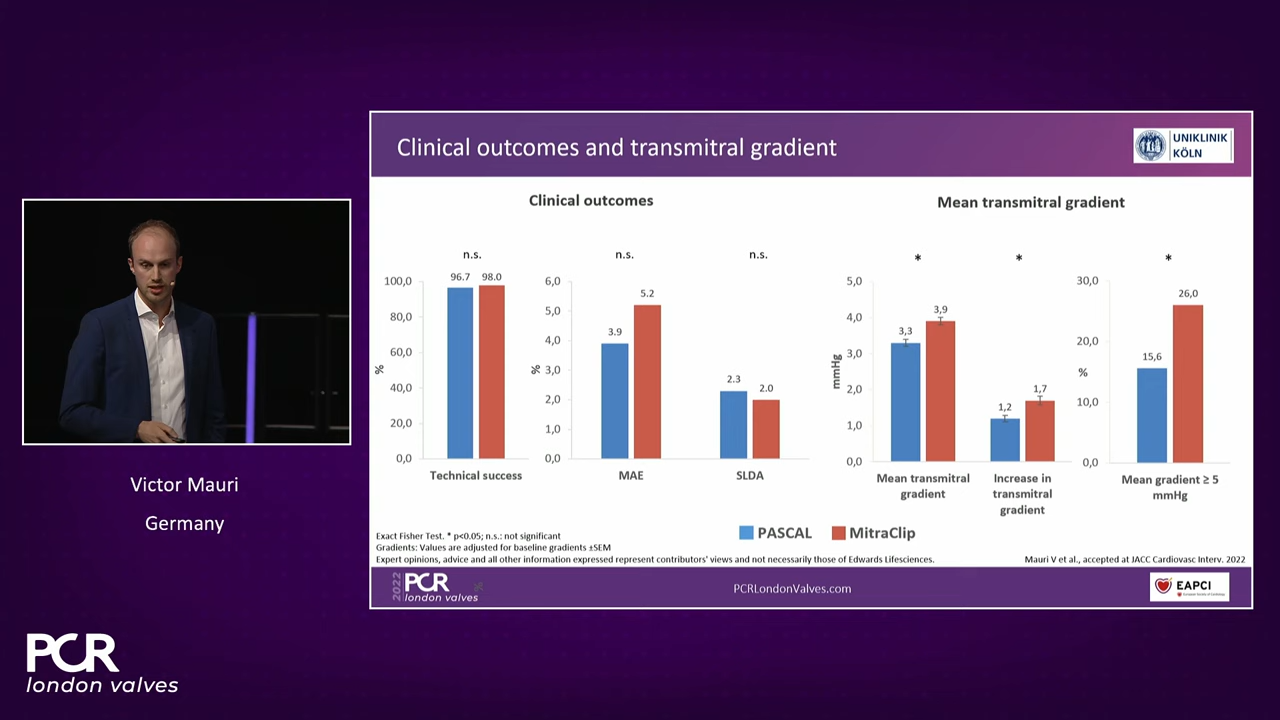 Clinical outcomes and transmitral gradient
UNIKLINIK
KÖLN
Clinical outcomes
n.s.
n.s.
n.s.
100,0
80,0
60,0
40,0
20,0
0,0
%
96.7
98.0
Technical success
6,0
5,0
4,0
3,0
2,0
1,0
0,0
%
3.9
5.2
2.3
2.0
MAE
SLDA
Mean transmitral gradient
*
*
*
5,0
4,0
3,0
2,0
1,0
0,0
mmHg
3,3
3,9
1,2
1,7
Mean transmitral
gradient
Increase in
transmitral
gradient
30,0
20,0
10,0
0,0
%
15,6
26,0
Mean gradient ≥ 5
mmHg
PASCAL
MitraClip
Exact Fisher Test. * p<0.05; n.s.: not significant
Gradients: Values are adjusted for baseline gradients ±SEM
Expert opinions, advice and all other information expressed represent contributors' views and not necessarily those of Edwards Lifesciences.
Mauri V et al., accepted at JACC Cardiovasc Interv. 2022
2022
PCR
london valves
%
PCRLondonValves.com
EAPCI
Victor Mauri
Germany
PCR
london valves